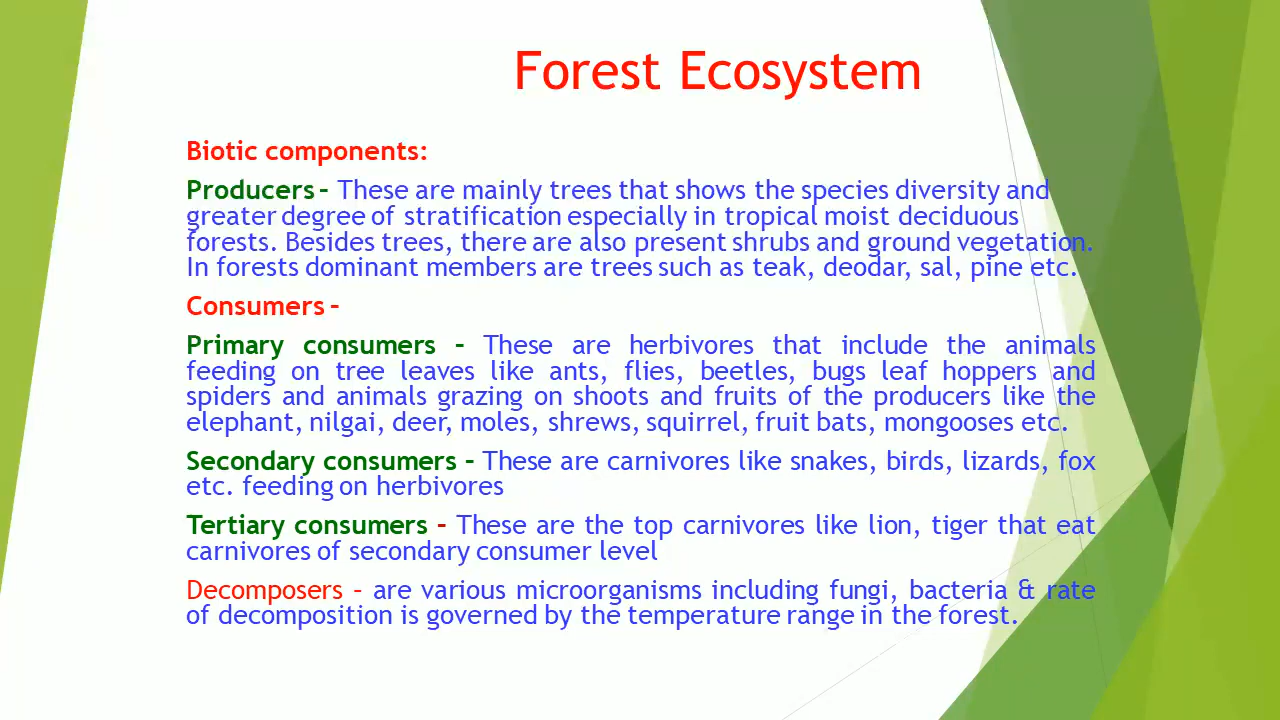 Forest Ecosystem
Biotic components:
Producers – These are mainly trees that shows the species diversity and
greater degree of stratification especially in tropical moist deciduous
forests. Besides trees, there are also present shrubs and ground vegetation.
In forests dominant members are trees such as teak, deodar, sal, pine etc.
Consumers –
Primary consumers – These are herbivores that include the animals
feeding on tree leaves like ants, flies, beetles, bugs leaf hoppers and
spiders and animals grazing on shoots and fruits of the producers like the
elephant, nilgai, deer, moles, shrews, squirrel, fruit bats, mongooses etc.
Secondary consumers – These are carnivores like snakes, birds, lizards, fox
etc. feeding on herbivores
Tertiary consumers – These are the top carnivores like lion, tiger that eat
carnivores of secondary consumer level
Decomposers – are various microorganisms including fungi, bacteria & rate
of decomposition is governed by the temperature range in the forest.